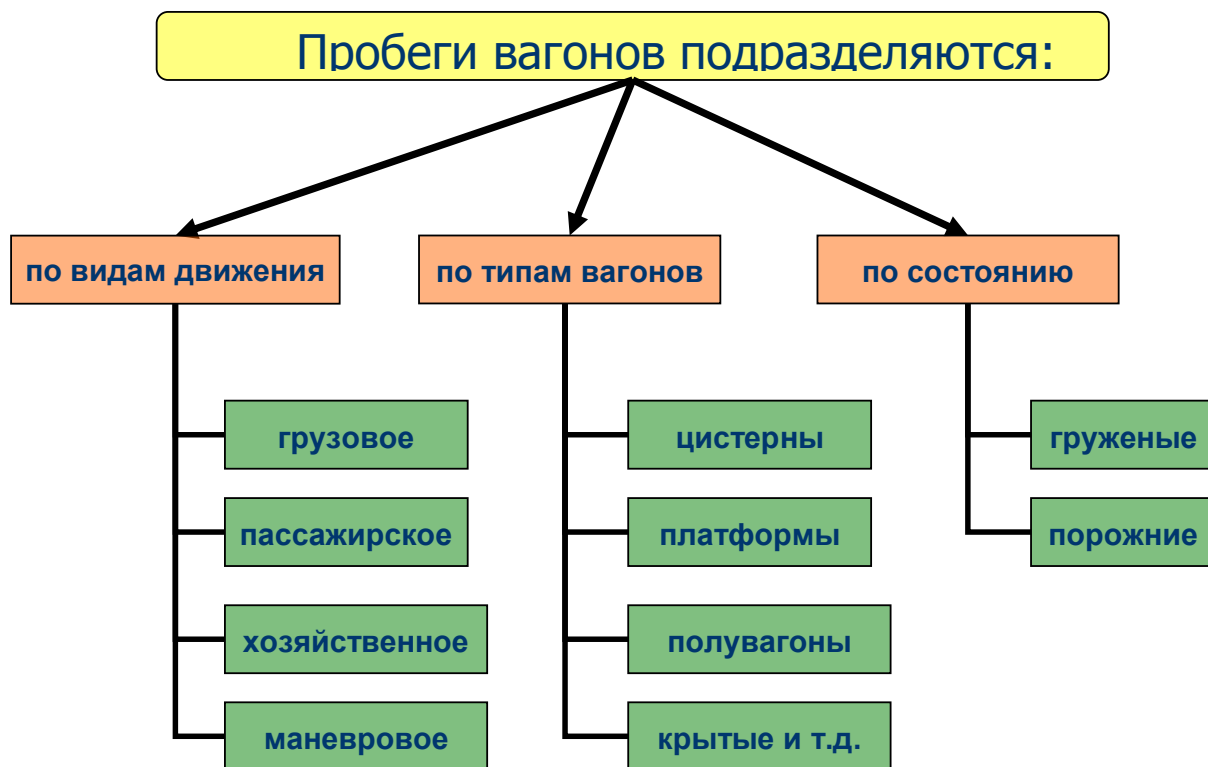 Пробеги вагонов подразделяются:
по видам движения
грузовое
пассажирское
хозяйственное
маневровое
по типам вагонов
цистерны
платформы
полувагоны
крытые и т.д.
по состоянию
груженые
порожние